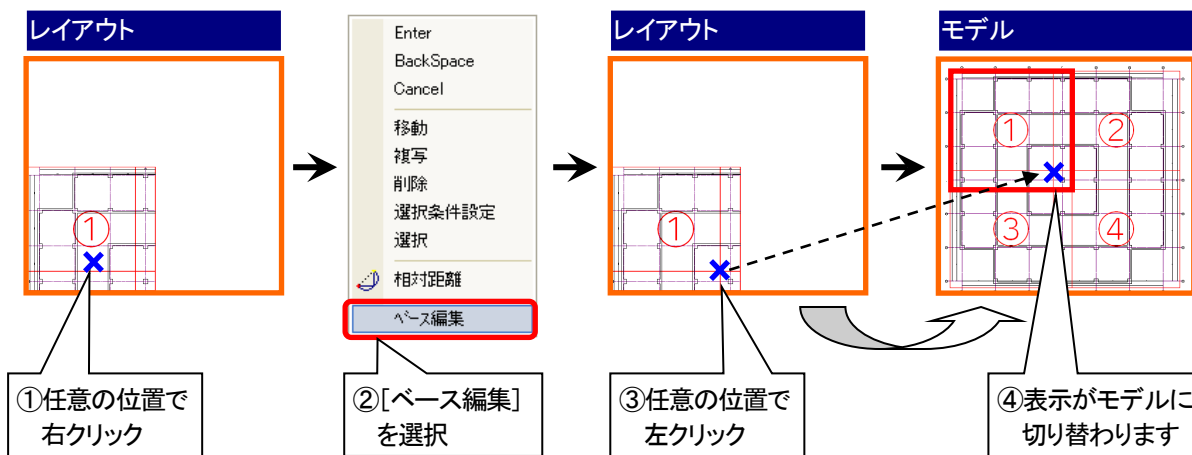 レイアウト
①
①任意の位置で
右クリック
Enter
BackSpace
Cancel
移動
複写
削除
選択条件設定
選択
相対距離
ベース編集
②[ベース編集]
を選択
レイアウト
①
③任意の位置で
左クリック
モデル
① ②
③ ④
④表示がモデルに
切り替わります